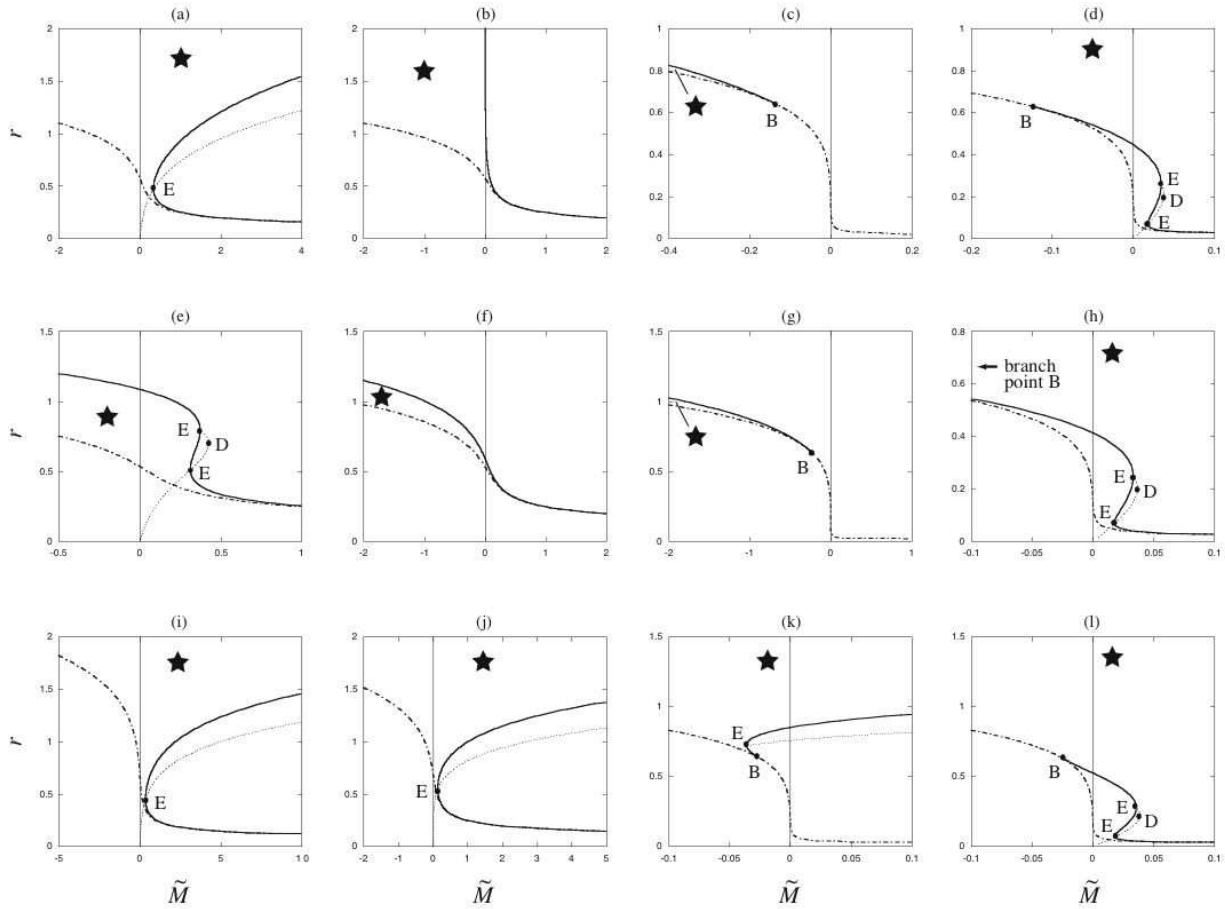 (a) (b) (c) (d)
2 2 1 1
1.5 1.5 0.8 0.8
r 1 1 0.6 0.6
B B
0.5 E 0.5 0.4 0.4
0.2 0.2 E D E
0 0 0 0
-2 0 2 4 -2 -1 0 1 2 -0.4 -0.2 0 0.2 -0.2 -0.1 0 0.1
(e) (f) (g) (h)
1.5 1.5 1.5 0.8
branch
point B
1 1 1 0.6
r E D B 0.4
0.5 E 0.5 0.5 0.2 E D E
0 0 0 0
-0.5 0 0.5 1 -2 -1 0 1 2 -2 -1 0 1 -0.1 -0.05 0 0.05 0.1
(i) (j) (k) (l)
2 2 1.5 1.5
1.5 1.5 1 1
r 1 1 E B B
0.5 E 0.5 E 0.5 0.5 E D E
0 0 0 0
-5 0 5 10 -2 -1 0 1 2 3 4 5 -0.1 -0.05 0 0.05 0.1 -0.1 -0.05 0 0.05 0.1
M̃ M̃ M̃ M̃